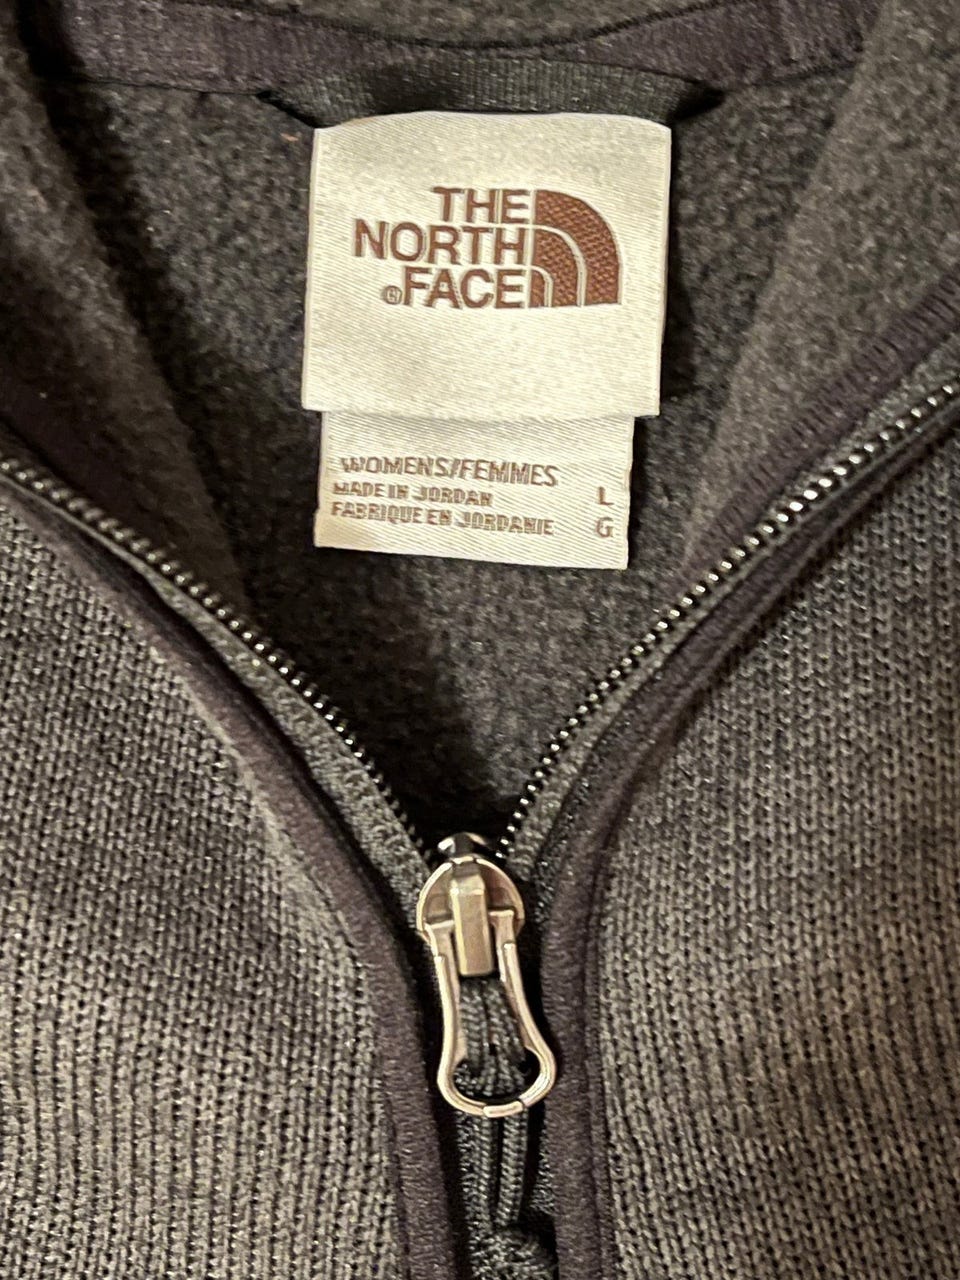 THE
NORTH
FACE
WOMENS/FEMMES
MADE IN JORDAN L
FABRIQUE EN JORDANIE G